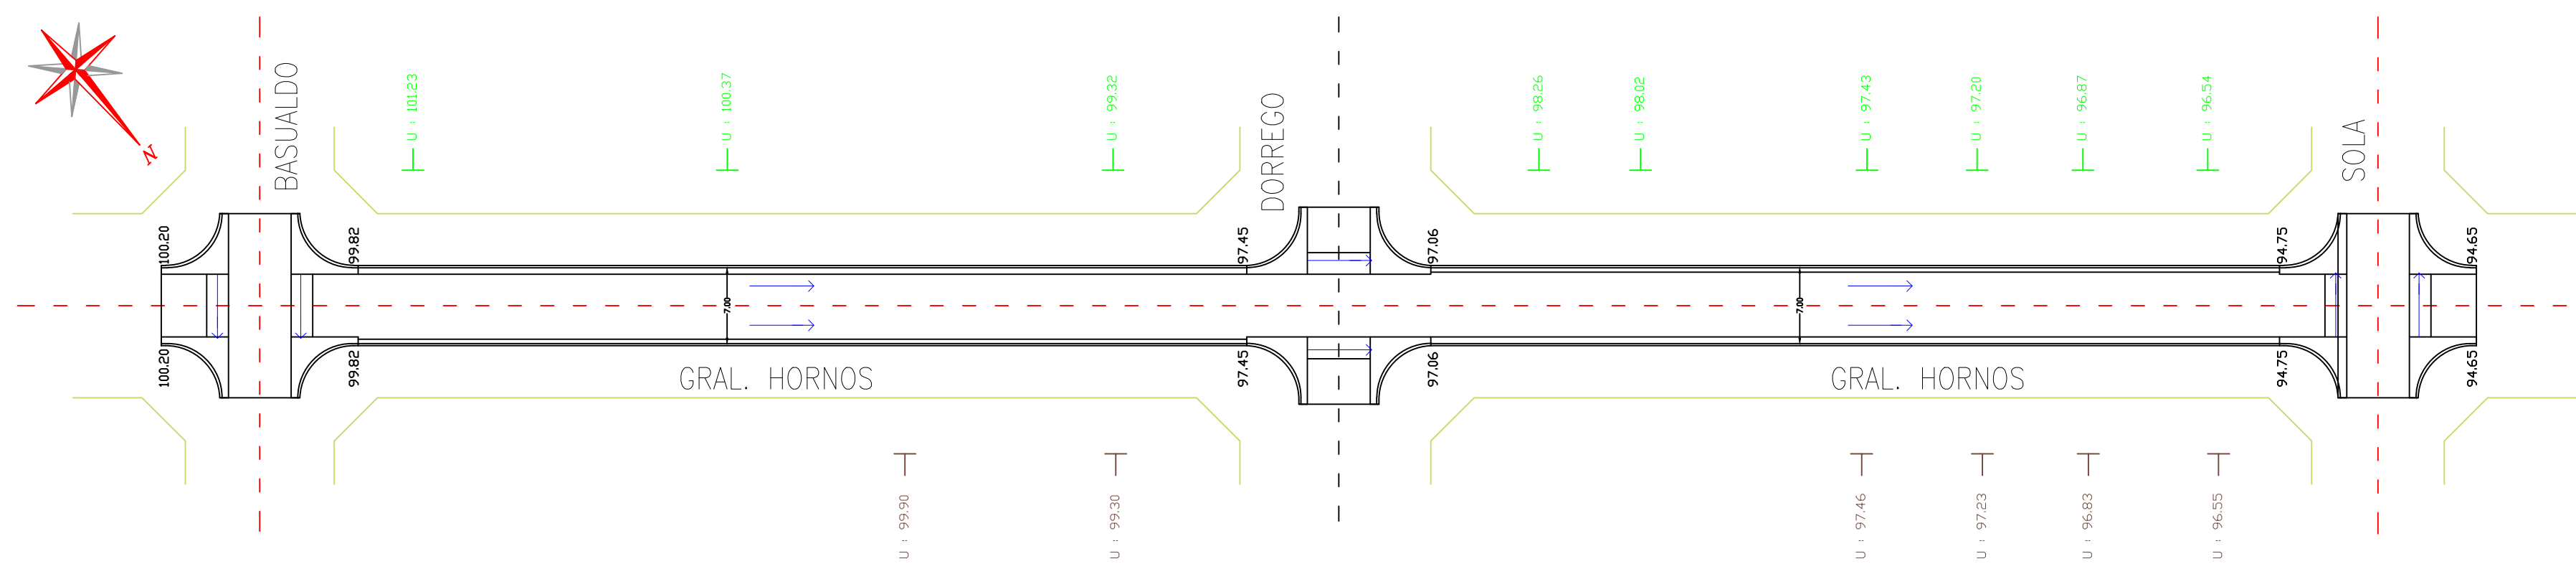 N
BASUALDO
DORREGO
SOLA
U : 101.23
U : 100.37
U : 99.32
U : 98.26
U : 98.02
U : 97.43
U : 97.20
U : 96.87
U : 96.54
100.20
99.82
97.45
97.06
94.75
94.65
7.00
7.00
100.20
99.82
97.45
97.06
94.75
94.65
GRAL. HORNOS
GRAL. HORNOS
U : 99.90
U : 99.30
U : 97.46
U : 97.23
U : 96.83
U : 96.55